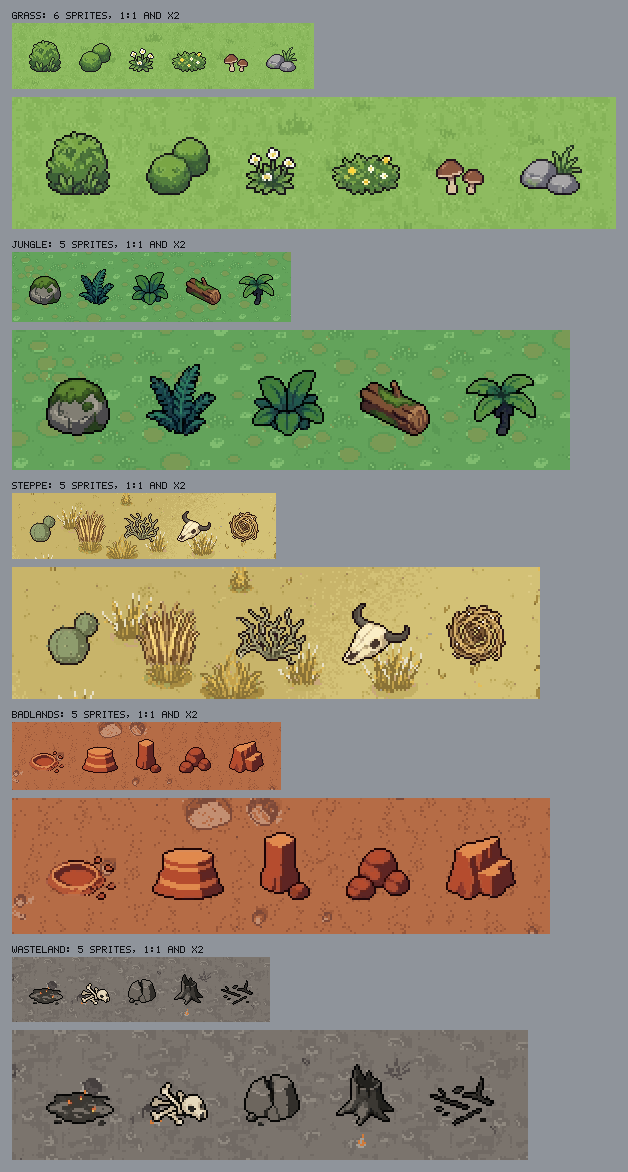 GRASS: 6 SPRITES, 1:1 AND X2
JUNGLE: 5 SPRITES, 1:1 AND X2
STEPPE: 5 SPRITES, 1:1 AND X2
BADLANDS: 5 SPRITES, 1:1 AND X2
WASTELAND: 5 SPRITES, 1:1 AND X2